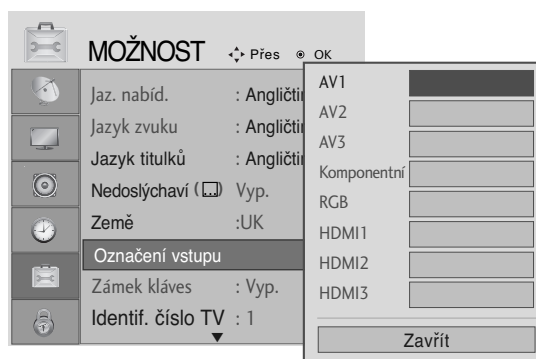 MOŽNOST Přes OK
Jaz. nabíd. : Angličti
Jazyk zvuku : Angličti
Jazyk titulků : Angličti
Nedoslýchaví ( ) Vyp.
Země :UK
Označení vstupu
Zámek kláves : Vyp.
Identif. číslo TV : 1
AV1
AV2
AV3
Komponentní
RGB
HDMI1
HDMI2
HDMI3
Zavřít